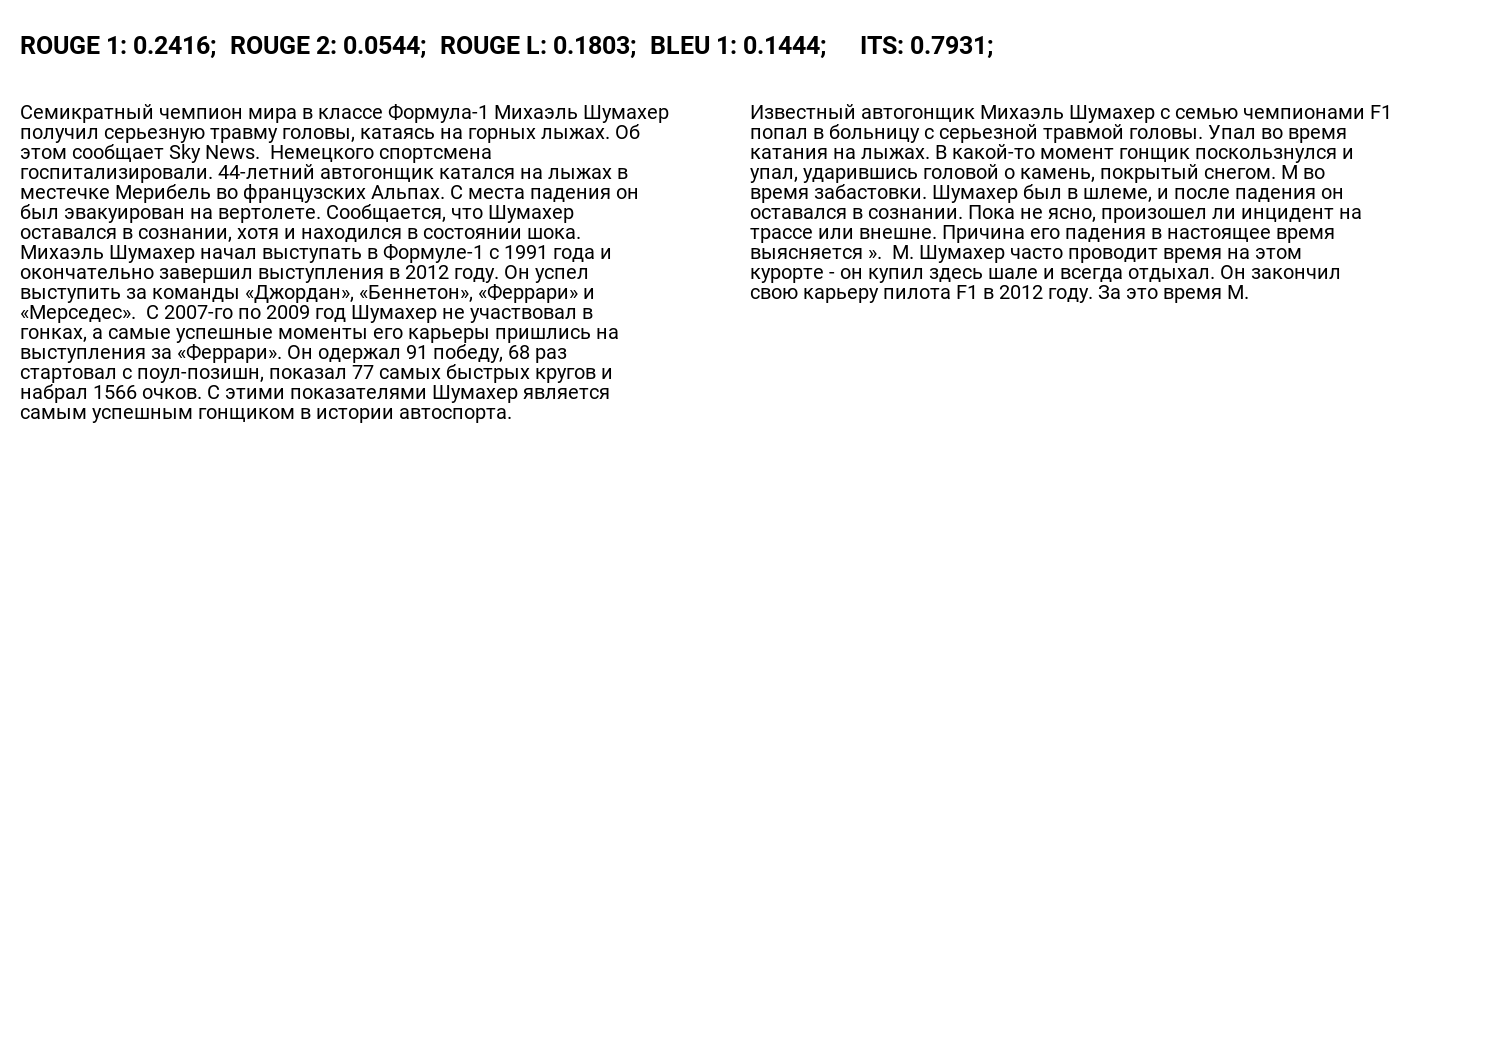 ROUGE 1: 0.2416;  ROUGE 2: 0.0544;  ROUGE L: 0.1803;  BLEU 1: 0.1444;  ITS: 0.7931;
Семикратный чемпион мира в классе Формула-1 Михаэль Шумахер
получил серьезную травму головы, катаясь на горных лыжах. Об
этом сообщает Sky News.  Немецкого спортсмена
госпитализировали. 44-летний автогонщик катался на лыжах в
местечке Мерибель во французских Альпах. С места падения он
был эвакуирован на вертолете. Сообщается, что Шумахер
оставался в сознании, хотя и находился в состоянии шока.
Михаэль Шумахер начал выступать в Формуле-1 с 1991 года и
окончательно завершил выступления в 2012 году. Он успел
выступить за команды «Джордан», «Беннетон», «Феррари» и
«Мерседес».  С 2007-го по 2009 год Шумахер не участвовал в
гонках, а самые успешные моменты его карьеры пришлись на
выступления за «Феррари». Он одержал 91 победу, 68 раз
стартовал с поул-позишн, показал 77 самых быстрых кругов и
набрал 1566 очков. С этими показателями Шумахер является
самым успешным гонщиком в истории автоспорта.
Известный автогонщик Михаэль Шумахер с семью чемпионами F1
попал в больницу с серьезной травмой головы. Упал во время
катания на лыжах. В какой-то момент гонщик поскользнулся и
упал, ударившись головой о камень, покрытый снегом. М во
время забастовки. Шумахер был в шлеме, и после падения он
оставался в сознании. Пока не ясно, произошел ли инцидент на
трассе или внешне. Причина его падения в настоящее время
выясняется ».  М. Шумахер часто проводит время на этом
курорте - он купил здесь шале и всегда отдыхал. Он закончил
свою карьеру пилота F1 в 2012 году. За это время М.